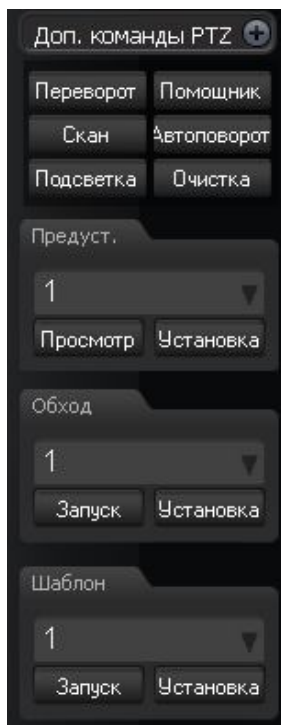 Доп. команды PTZ
Переворот Помощник
Скан Автоповорот
Подсветка Очистка
Предуст.
1
Просмотр Установка
Обход
1
Запуск Установка
Шаблон
1
Запуск Установка